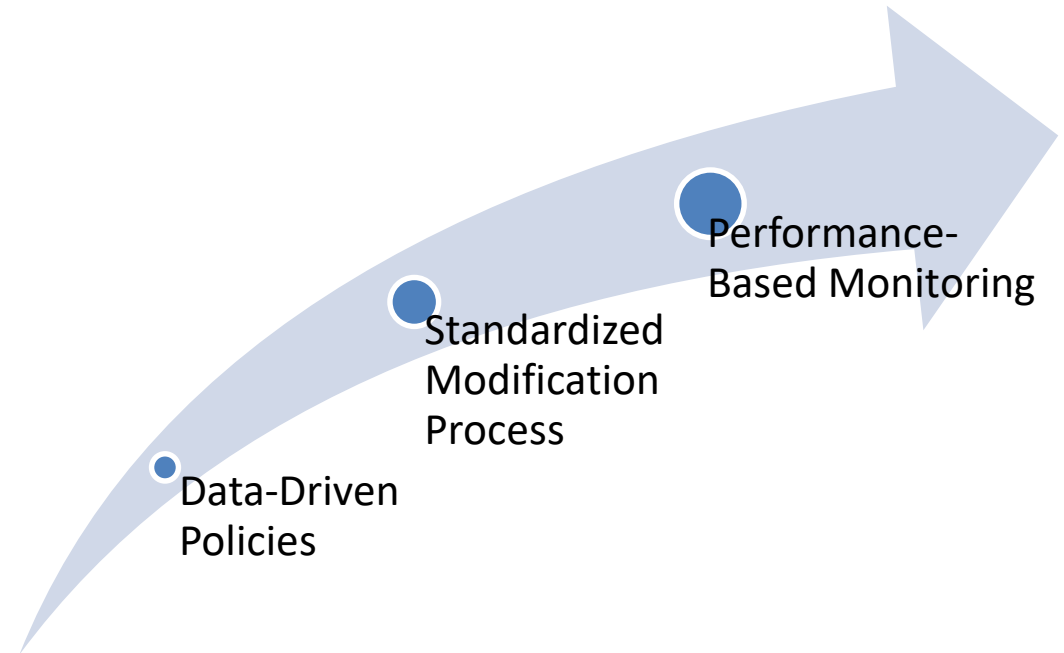 Performance-
Based Monitoring
Standardized
Modification
Process
Data-Driven
Policies